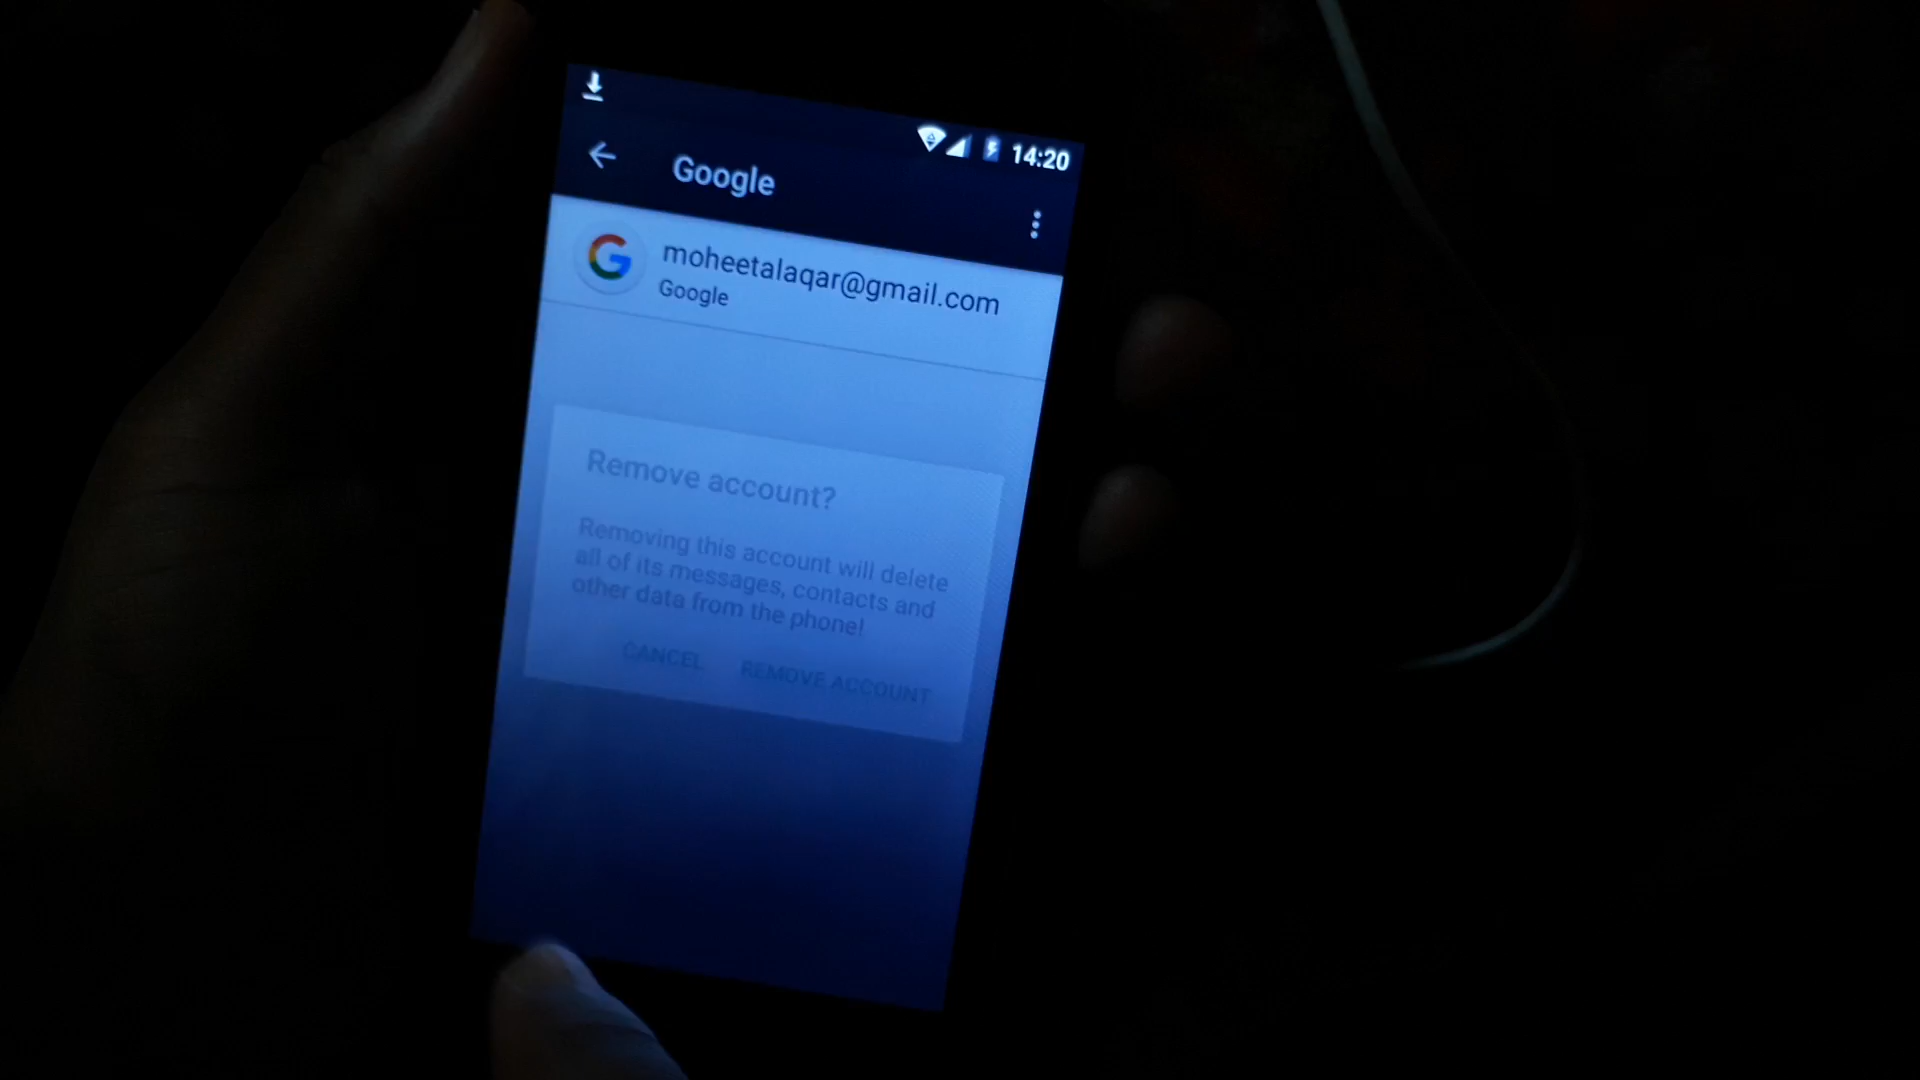 14:20
Google
moheetalaqar@gmail.com
Google
Remove account?
Removing this account will delete
all of its messages, contacts and
other data from the phone!
CANCEL REMOVE ACCOUNT